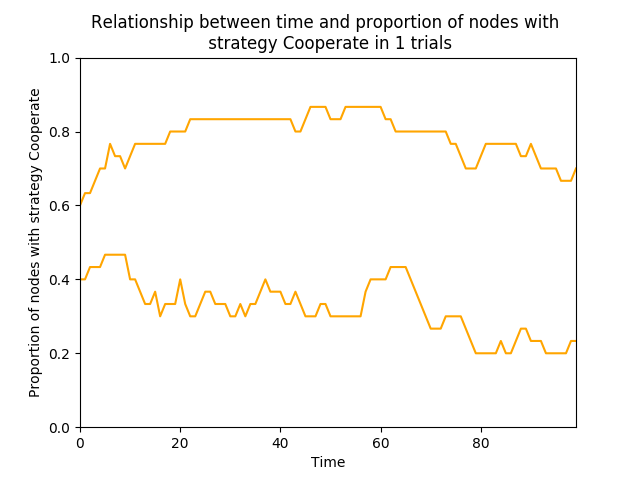 Relationship between time and proportion of nodes with
strategy Cooperate in 1 trials
Proportion of nodes with strategy Cooperate
1.0
0.8
0.6
0.4
0.2
0.0
0 20 40 60 80
Time